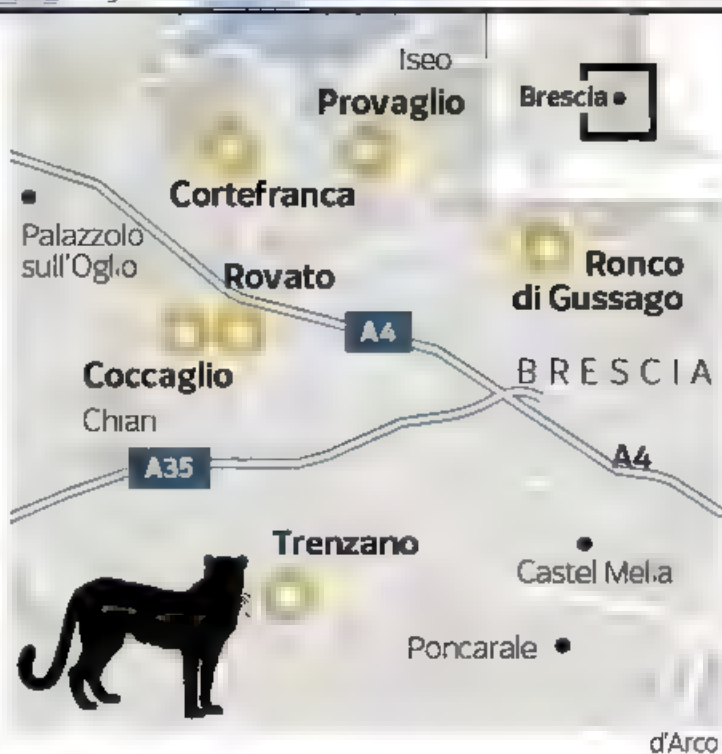 Iseo
Provaglio
Brescia
Cortefranca
Palazzolo
sull'Oglio
Rovato
Ronco
di Gussago
A4
Coccaglio
BRESCIA
Chiari
A35
A4
Trenzano
Castel Mella
Poncarale
d'Arco